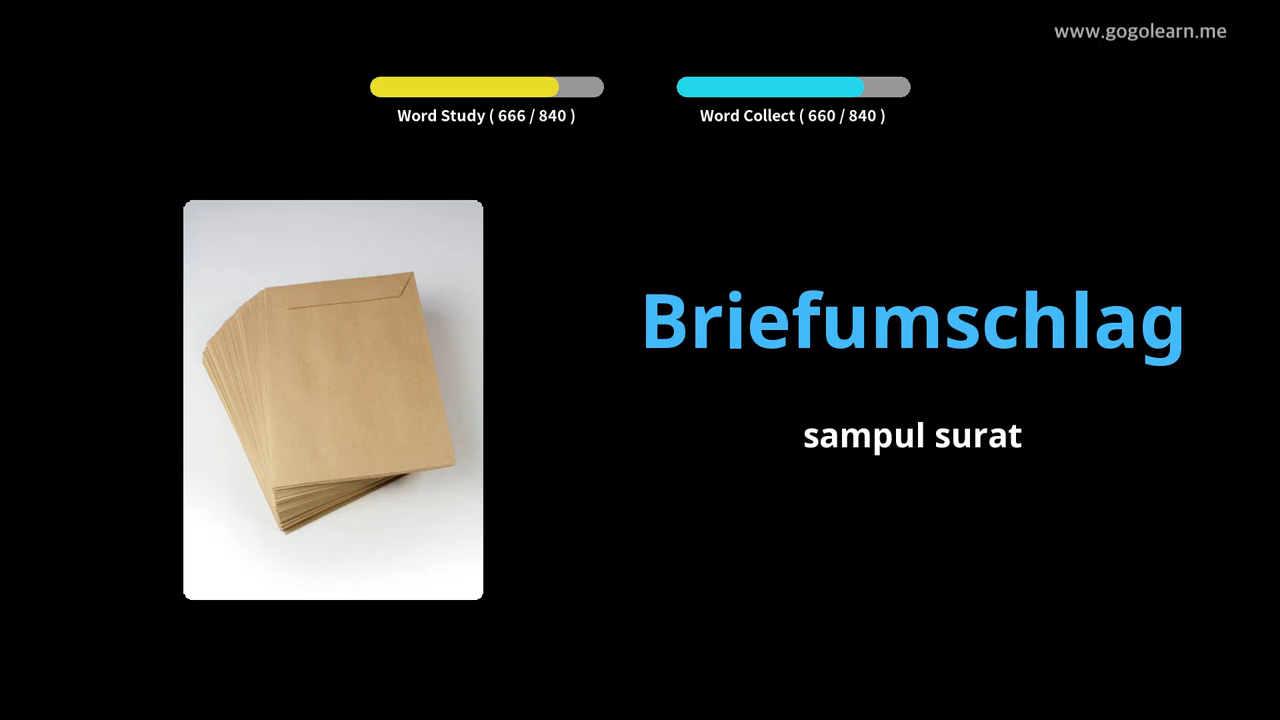 www.gogolearn.me
Word Study ( 666 / 840 )
Word Collect ( 660 / 840 )
Briefumschlag
sampul surat